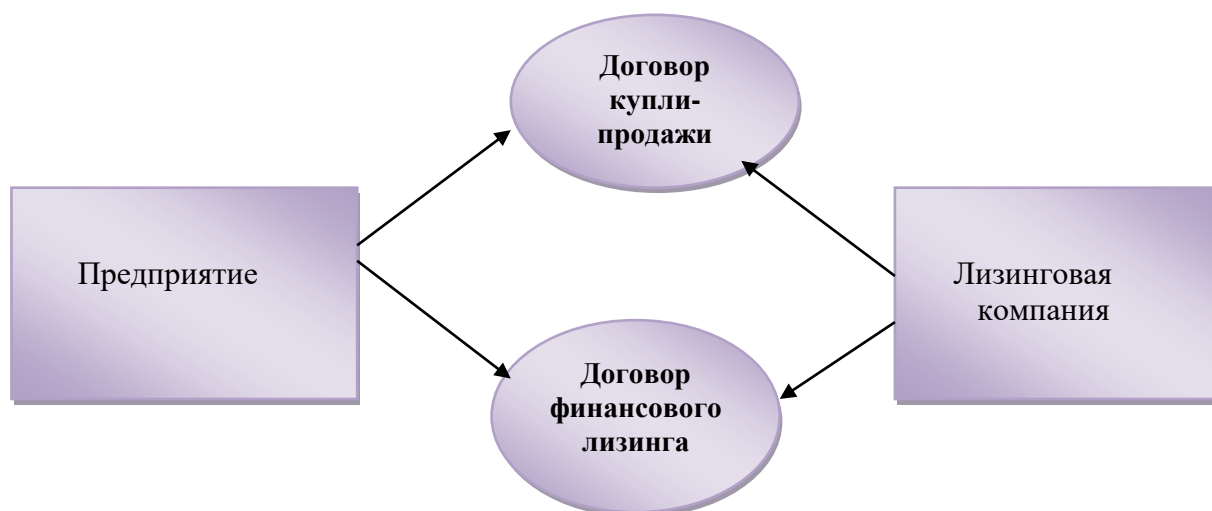 Договор
купли-
продажи
Предприятие
Лизинговая
компания
Договор
финансового
лизинга